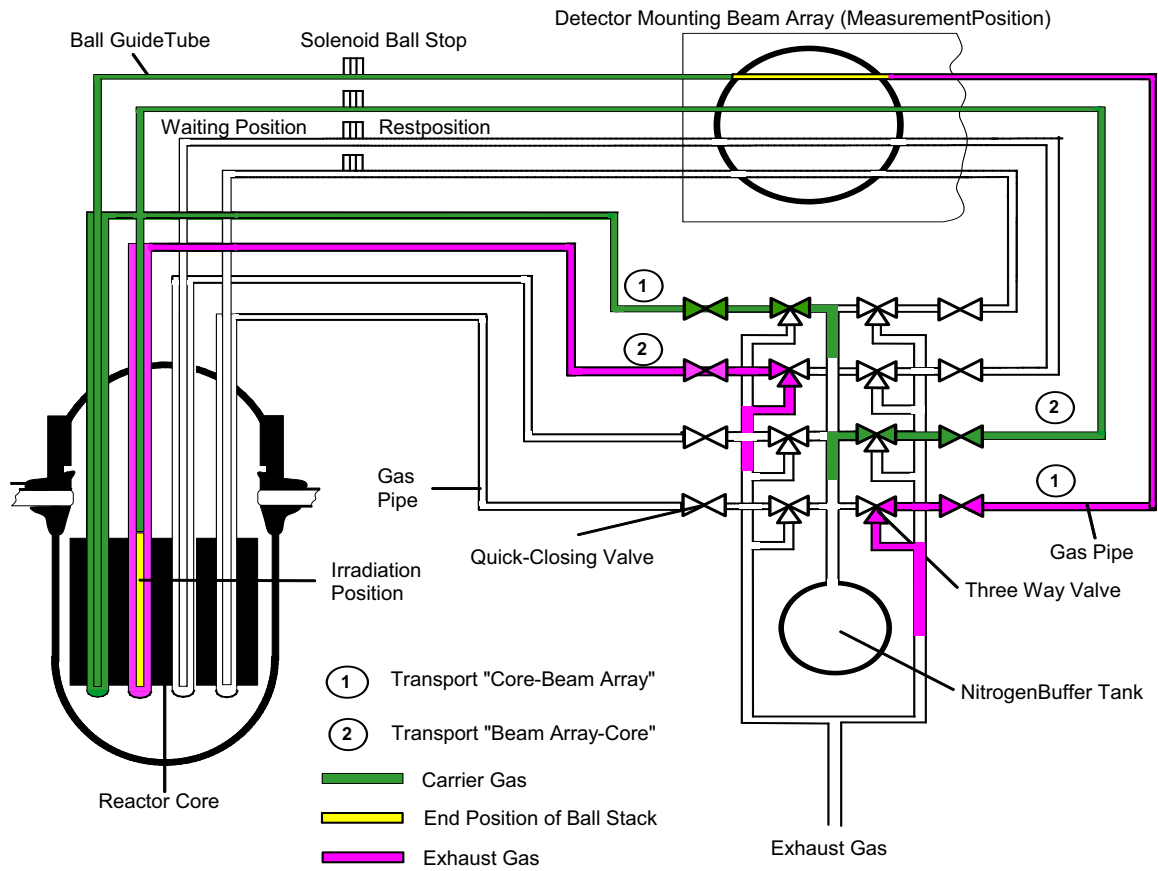 Detector Mounting Beam Array (MeasurementPosition)
Ball GuideTube
Solenoid Ball Stop
Waiting Position
Restposition
1
2
2
1
Gas
Pipe
Quick-Closing Valve
Gas Pipe
Irradiation
Position
Three Way Valve
NitrogenBuffer Tank
1 Transport "Core-Beam Array"
2 Transport "Beam Array-Core"
Carrier Gas
Reactor Core
End Position of Ball Stack
Exhaust Gas
Exhaust Gas